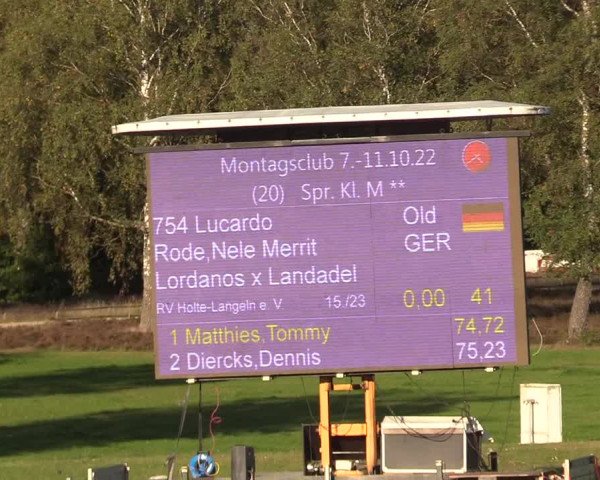 Montagsclub 7.-11.10.22
(20) Spr. Kl. M **
754 Lucardo Old
Rode,Nele Merrit GER
Lordanos x Landadel
RV Holte-Langeln e. V. 15./23 0,00 41
1 Matthies,Tommy 74,72
2 Diercks,Dennis 75,23